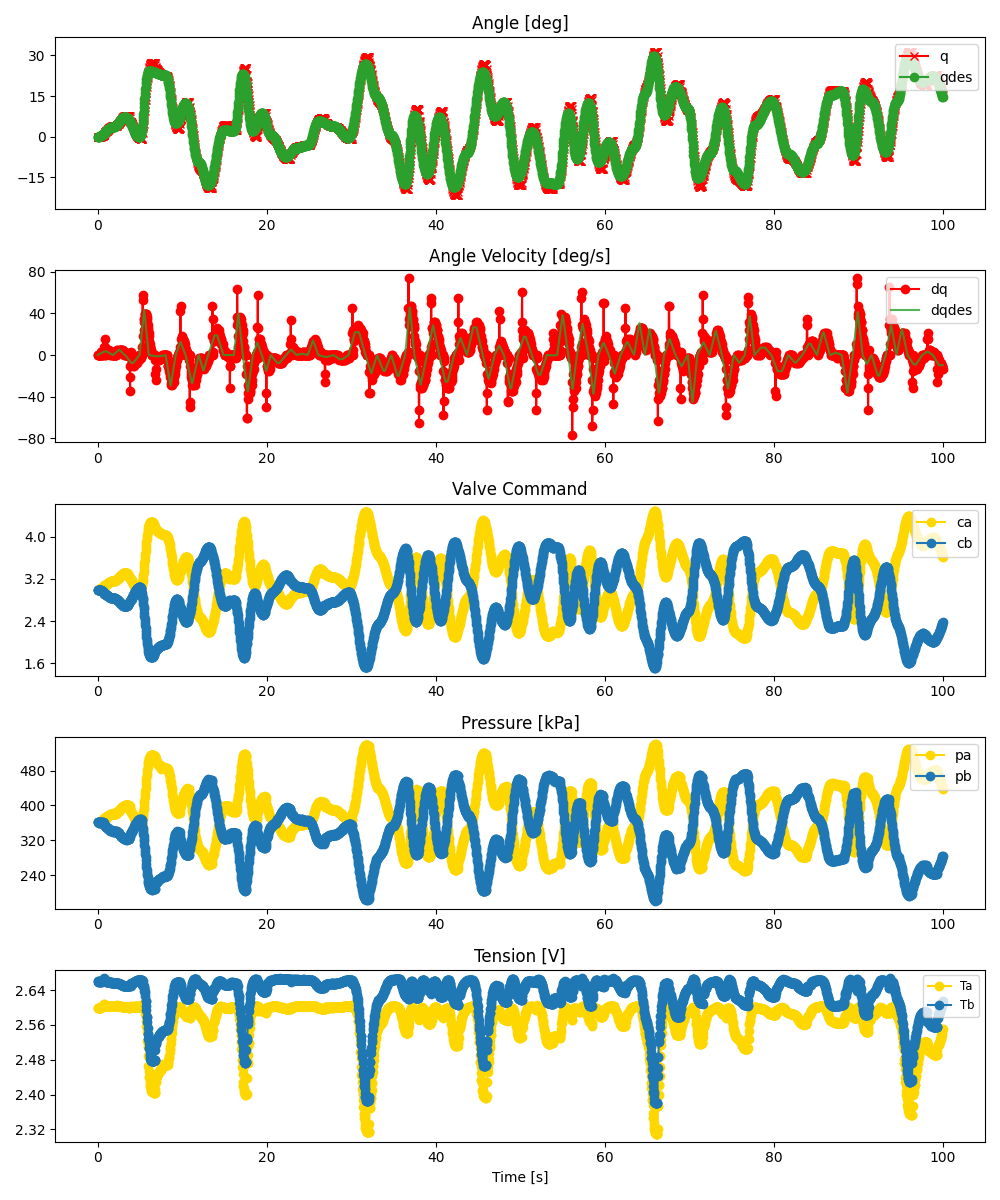 Angle [deg]
30
15
0
−15
q
qdes
0 20 40 60 80 100
Angle Velocity [deg/s]
80
40
0
−40
−80
dq
dqdes
0 20 40 60 80 100
Valve Command
4.0
3.2
2.4
1.6
ca
cb
0 20 40 60 80 100
Pressure [kPa]
480
400
320
240
pa
pb
0 20 40 60 80 100
Tension [V]
2.64
2.56
2.48
2.40
2.32
Ta
Tb
0 20 40 60 80 100
Time [s]